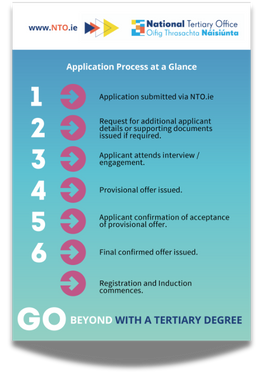 www.NTO.ie
National Tertiary Office
Oifig Thrasachta Náisiúnta
Application Process at a Glance
1 Application submitted via NTO.ie
2 Request for additional applicant
details or supporting documents
issued if required.
3 Applicant attends interview /
engagement.
4 Provisional offer issued.
5 Applicant confirmation of acceptance
of provisional offer.
6 Final confirmed offer issued.
Registration and Induction
commences.
GO BEYOND WITH A TERTIARY DEGREE